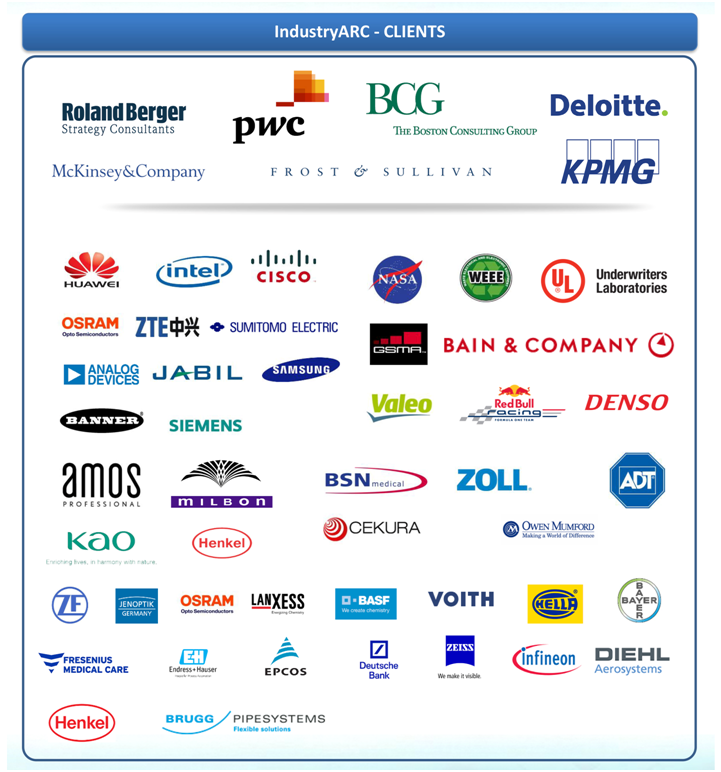 IndustryARC - CLIENTS
Roland Berger
Strategy Consultants
pwc
BCG
THE BOSTON CONSULTING GROUP
Deloitte.
McKinsey&Company
FROST & SULLIVAN
KPMG
HUAWEI
intel
CISCO
NASA
WEEE
UL
Underwriters
Laboratories
OSRAM
Opto Semiconductors
ZTE中兴
SUMITOMO ELECTRIC
GSMA
BAIN & COMPANY
ANALOG
DEVICES
JABIL
SAMSUNG
Valeo
Red Bull
racing
FORMULA ONE TEAM
DENSO
BANNER
SIEMENS
amos
PROFESSIONAL
MILBON
BSN medical
ZOLL
ADT
Kao
Enriching lives, in harmony with nature.
Henkel
CEKURA
OWEN MUMFORD
Making a World of Difference
ZF
JENOPTIK
GERMANY
OSRAM
Opto Semiconductors
LANXESS
Energizing Chemistry
BASF
We create chemistry
VOITH
HELLA
BAYER
BAYER
FRESENIUS
MEDICAL CARE
EH
Endress+Hauser
EPCOS
Deutsche
Bank
ZEISS
We make it visible.
infineon
DIEHL
Aerosystems
Henkel
BRUGG PIPESYSTEMS
Flexible solutions